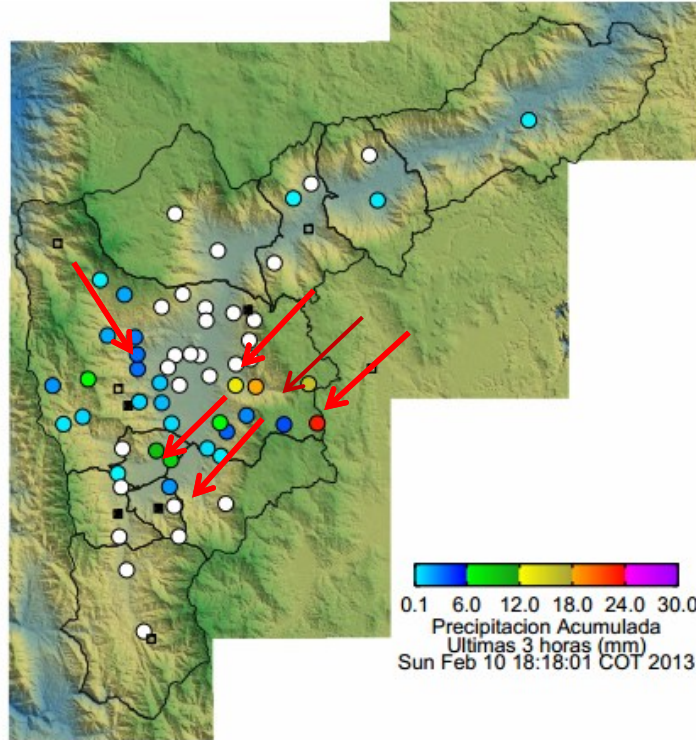 0.1 6.0 12.0 18.0 24.0 30.0
Precipitacion Acumulada
Ultimas 3 horas (mm)
Sun Feb 10 18:18:01 COT 2013